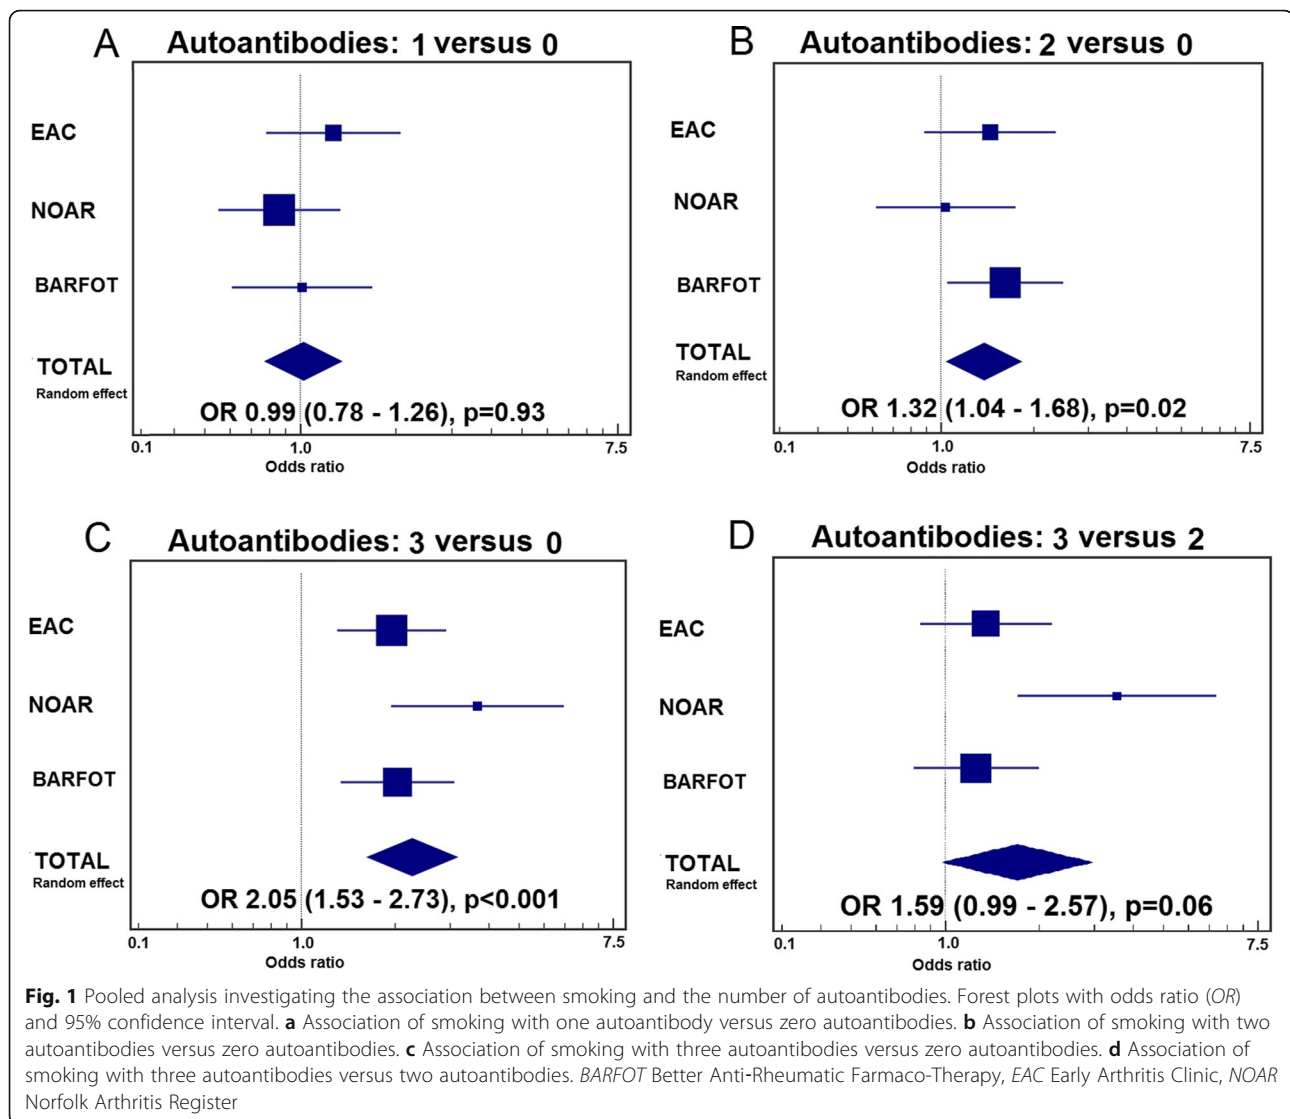 A
Autoantibodies: 1 versus 0
EAC
NOAR
BARFOT
TOTAL
Random effect
OR 0.99 (0.78 - 1.26), p=0.93
0.1 1.0 7.5
Odds ratio
B
Autoantibodies: 2 versus 0
EAC
NOAR
BARFOT
TOTAL
Random effect
OR 1.32 (1.04 - 1.68), p=0.02
0.1 1.0 7.5
Odds ratio
C
Autoantibodies: 3 versus 0
EAC
NOAR
BARFOT
TOTAL
Random effect
OR 2.05 (1.53 - 2.73), p<0.001
0.1 1.0 7.5
Odds ratio
D
Autoantibodies: 3 versus 2
EAC
NOAR
BARFOT
TOTAL
Random effect
OR 1.59 (0.99 - 2.57), p=0.06
0.1 1.0 7.5
Odds ratio
Fig. 1 Pooled analysis investigating the association between smoking and the number of autoantibodies. Forest plots with odds ratio (OR)
and 95% confidence interval. a Association of smoking with one autoantibody versus zero autoantibodies. b Association of smoking with two
autoantibodies versus zero autoantibodies. c Association of smoking with three autoantibodies versus zero autoantibodies. d Association of
smoking with three autoantibodies versus two autoantibodies. BARFOT Better Anti-Rheumatic Farmaco-Therapy, EAC Early Arthritis Clinic, NOAR
Norfolk Arthritis Register